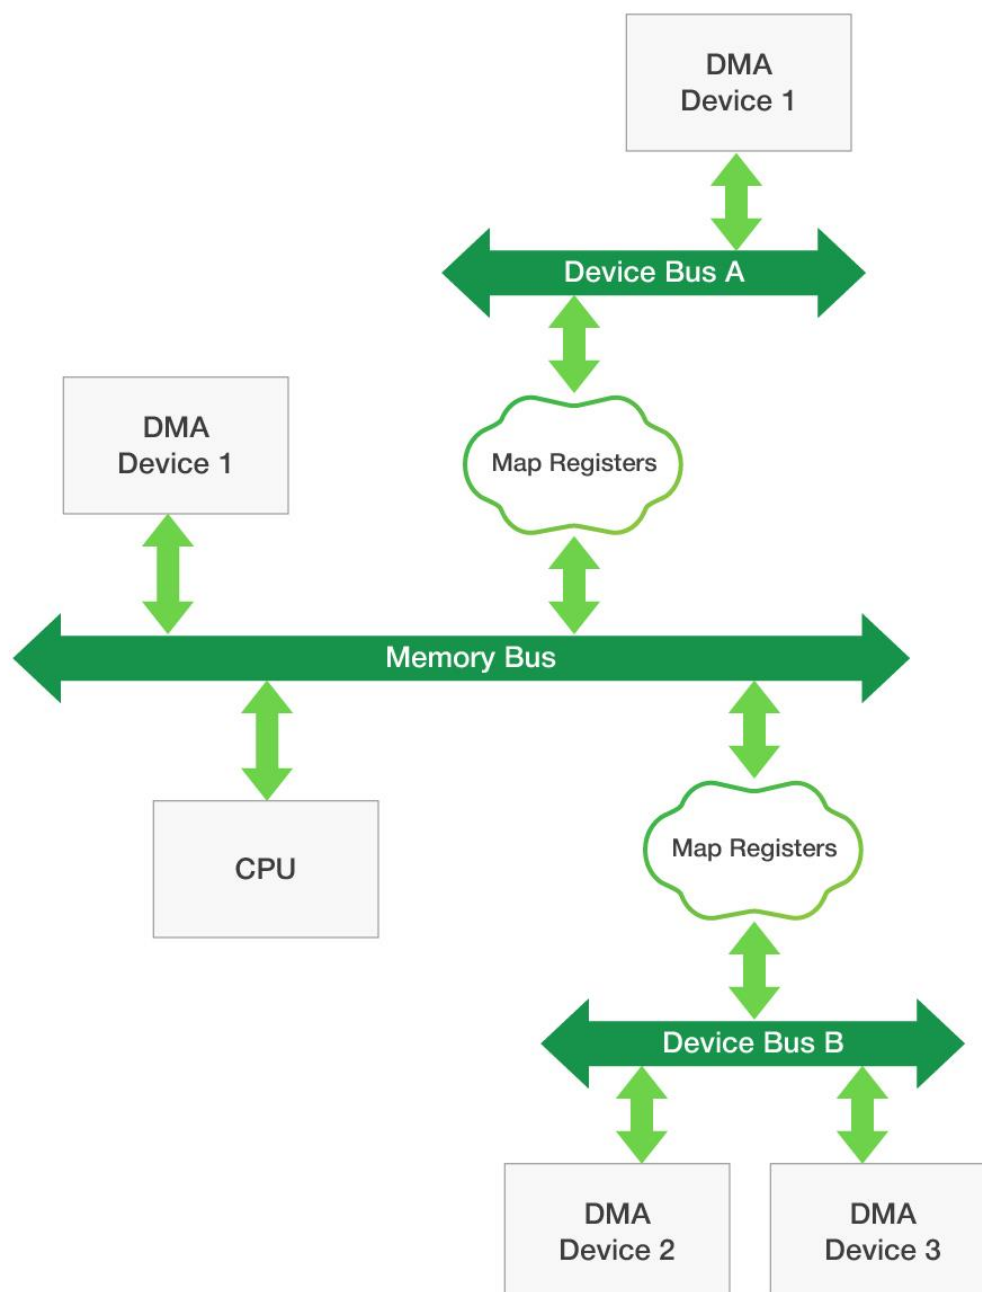 DMA
Device 1
Device Bus A
DMA
Device 1
Map Registers
Memory Bus
CPU
Map Registers
Device Bus B
DMA
Device 2
DMA
Device 3